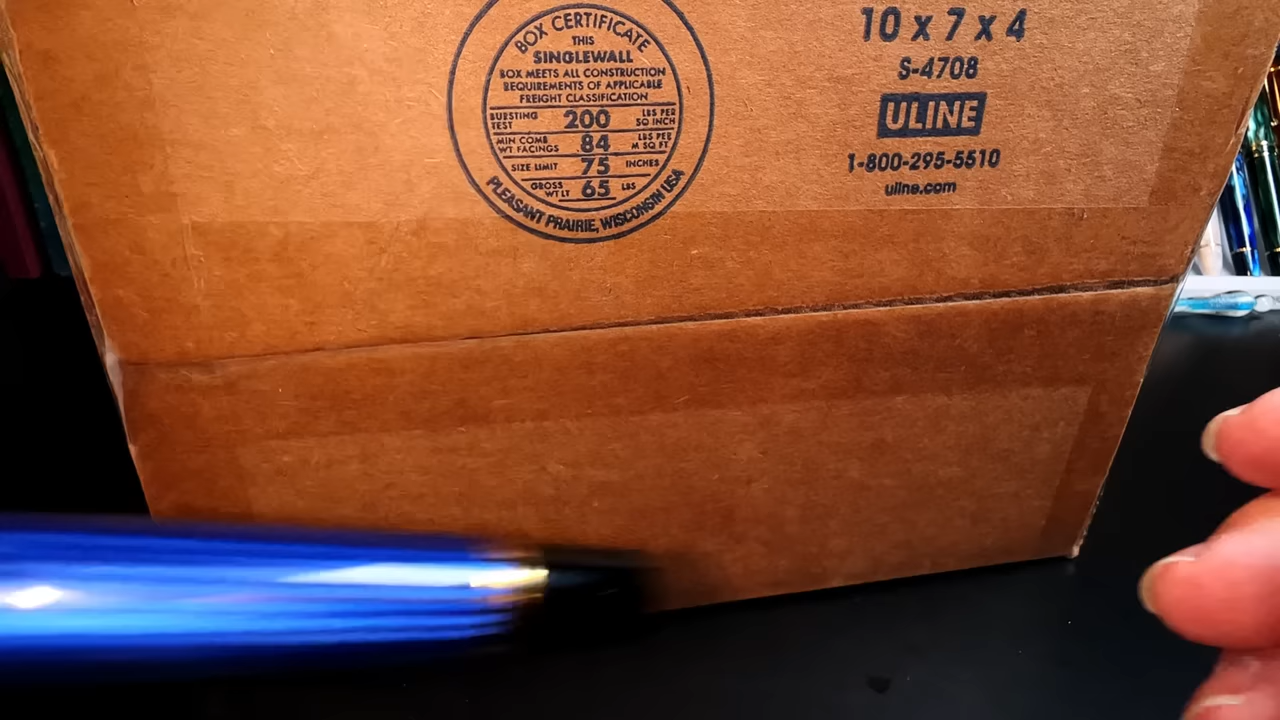 BOX CERTIFICATE
THIS
SINGLEWALL
BOX MEETS ALL CONSTRUCTION
REQUIREMENTS OF APPLICABLE
FREIGHT CLASSIFICATION
BURSTING TEST 200 LBS PER SQ INCH
MIN COMB WT FACINGS 84 LBS PER M SQ FT
SIZE LIMIT 75 INCHES
GROSS WT LT 65 LBS
PLEASANT PRAIRIE, WISCONSIN USA
10 x 7 x 4
S-4708
ULINE
1-800-295-5510
uline.com